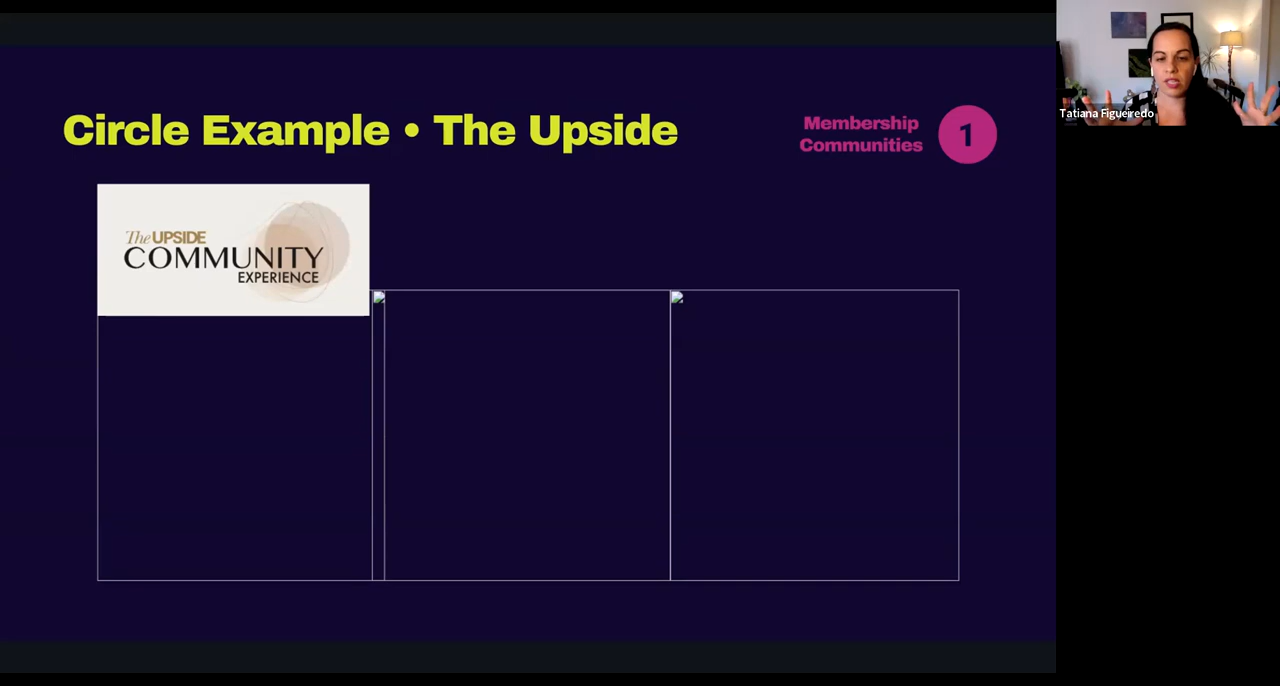 Circle Example • The Upside
Membership
Communities
1
The UPSIDE
COMMUNITY
EXPERIENCE
Tatiana Figueiredo